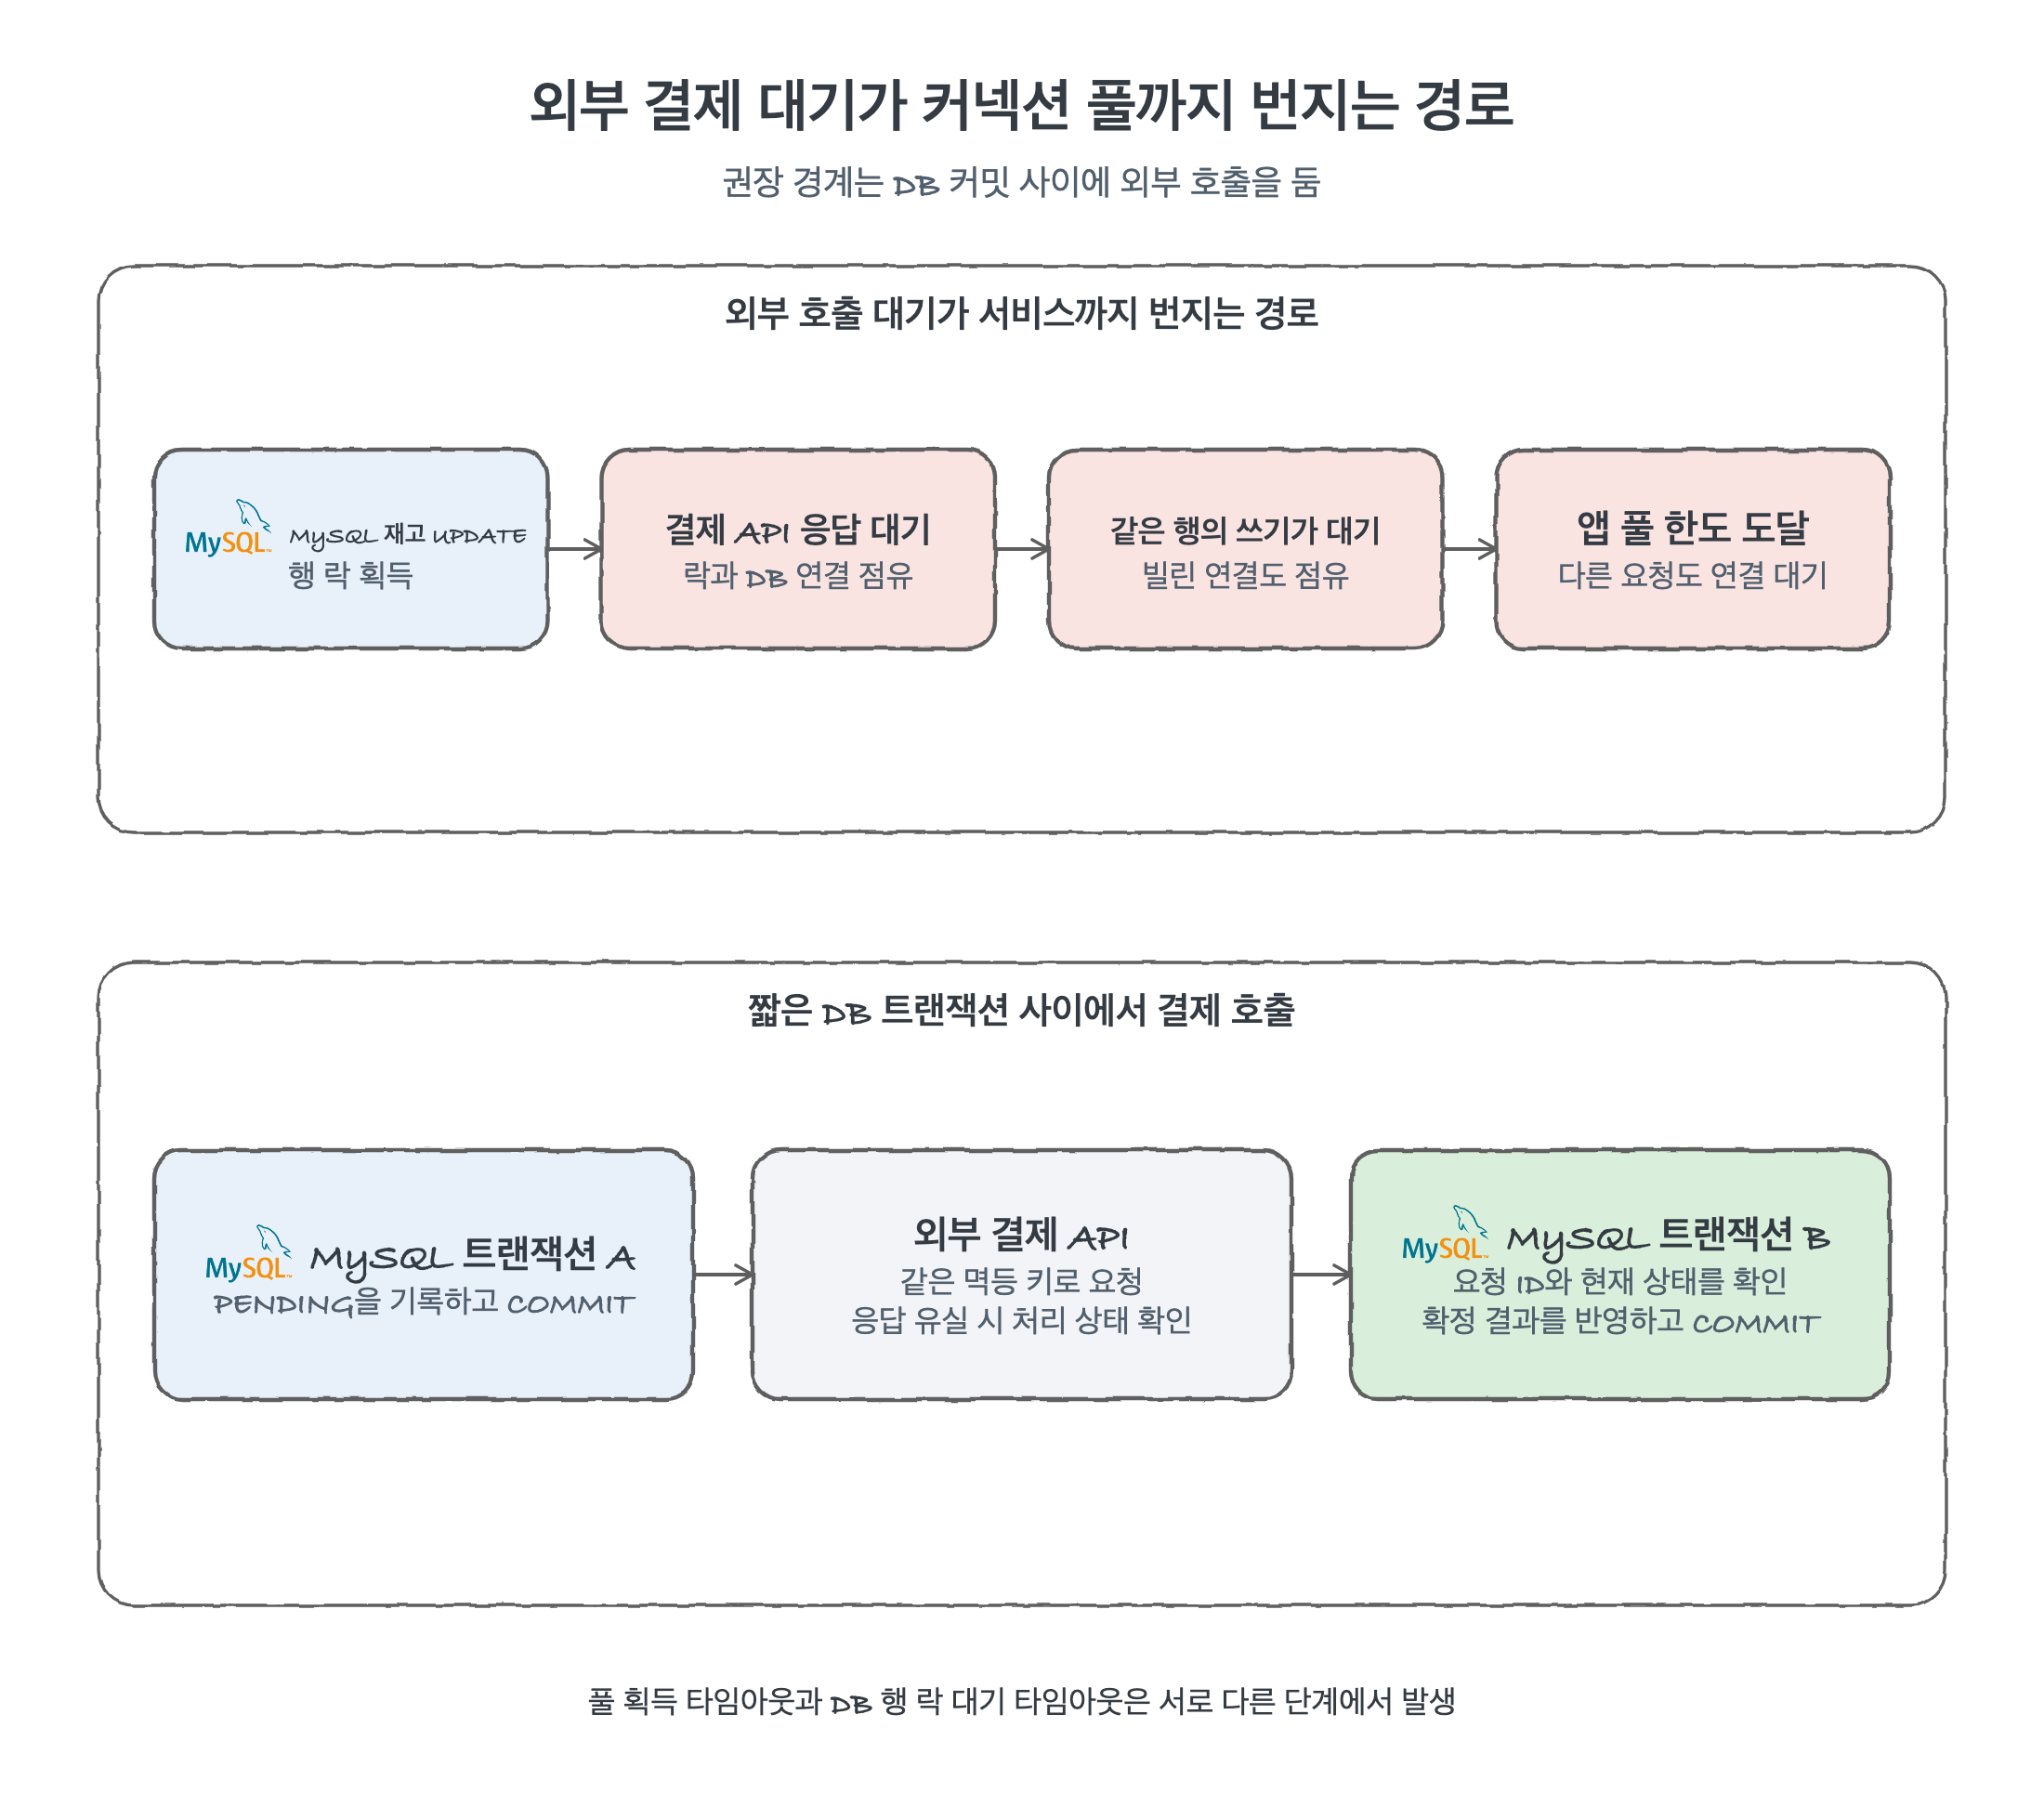 외부 결제 대기가 커넥션 풀까지 번지는 경로
권장 경계는 DB 커밋 사이에 외부 호출을 둠
외부 호출 대기가 서비스까지 번지는 경로
MySQL™ MySQL 재고 UPDATE
행 락 획득
결제 API 응답 대기
락과 DB 연결 점유
같은 행의 쓰기가 대기
빌린 연결도 점유
앱 풀 한도 도달
다른 요청도 연결 대기
짧은 DB 트랜잭션 사이에서 결제 호출
MySQL™ MySQL 트랜잭션 A
PENDING을 기록하고 COMMIT
외부 결제 API
같은 멱등 키로 요청
응답 유실 시 처리 상태 확인
MySQL™ MySQL 트랜잭션 B
요청 ID와 현재 상태를 확인
확정 결과를 반영하고 COMMIT
풀 획득 타임아웃과 DB 행 락 대기 타임아웃은 서로 다른 단계에서 발생